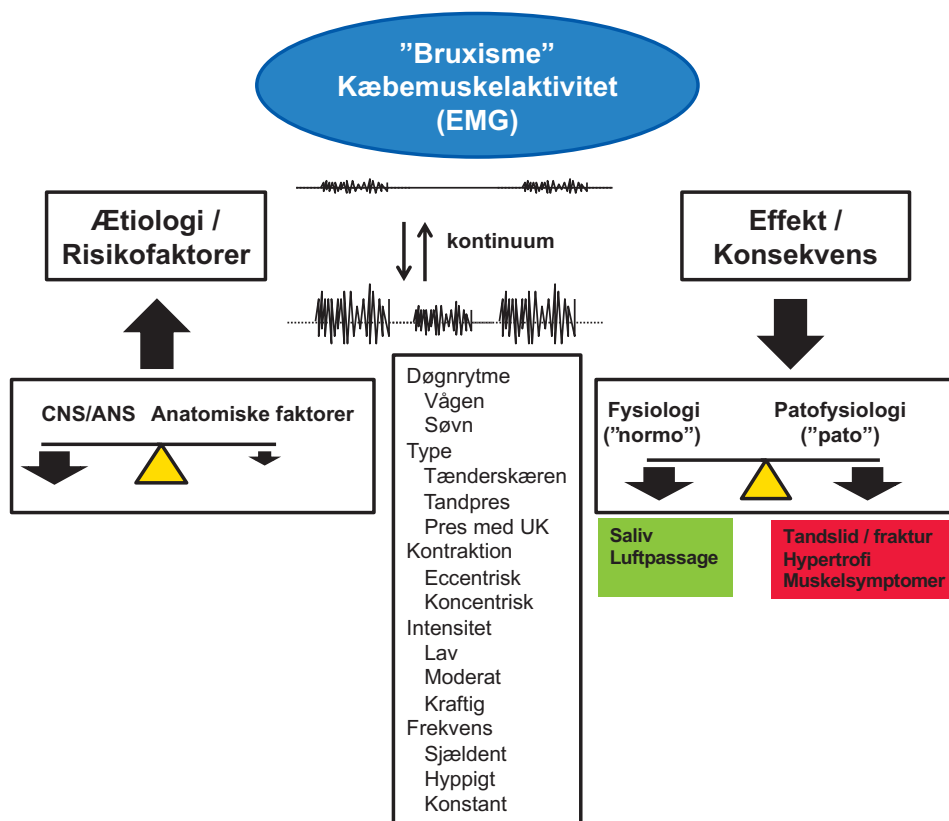 ”Bruxisme”
Kæbemuskelaktivitet
(EMG)
Ætiologi /
Risikofaktorer
kontinuum
Effekt /
Konsekvens
CNS/ANS Anatomiske faktorer
Døgnrytme
Vågen
Søvn
Type
Tænderskæren
Tandpres
Pres med UK
Kontraktion
Eccentrisk
Koncentrisk
Intensitet
Lav
Moderat
Kraftig
Frekvens
Sjældent
Hyppigt
Konstant
Fysiologi
(”normo”)
Patofysiologi
(”pato”)
Saliv
Luftpassage
Tandslid / fraktur
Hypertrofi
Muskelsymptomer